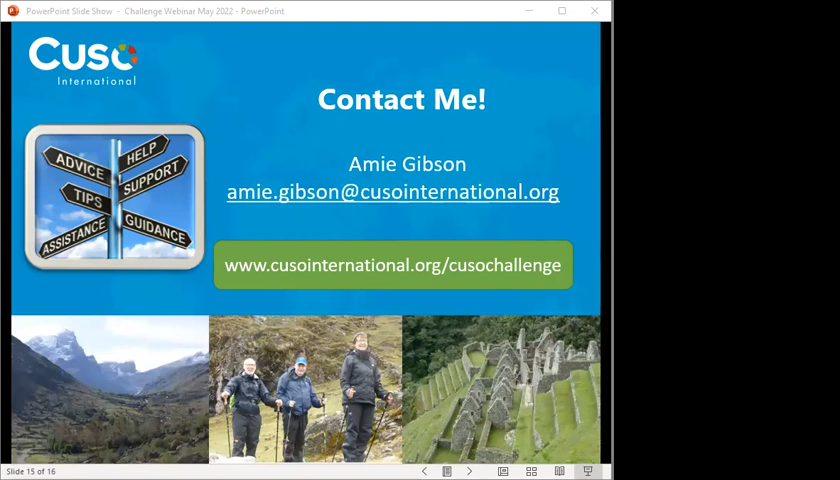 PowerPoint Slide Show - Challenge Webinar May 2022 - PowerPoint
Cuso
International
Contact Me!
Amie Gibson
amie.gibson@cusointernational.org
ADVICE
HELP
SUPPORT
TIPS
ASSISTANCE
GUIDANCE
www.cusointernational.org/cusochallenge
Slide 15 of 16